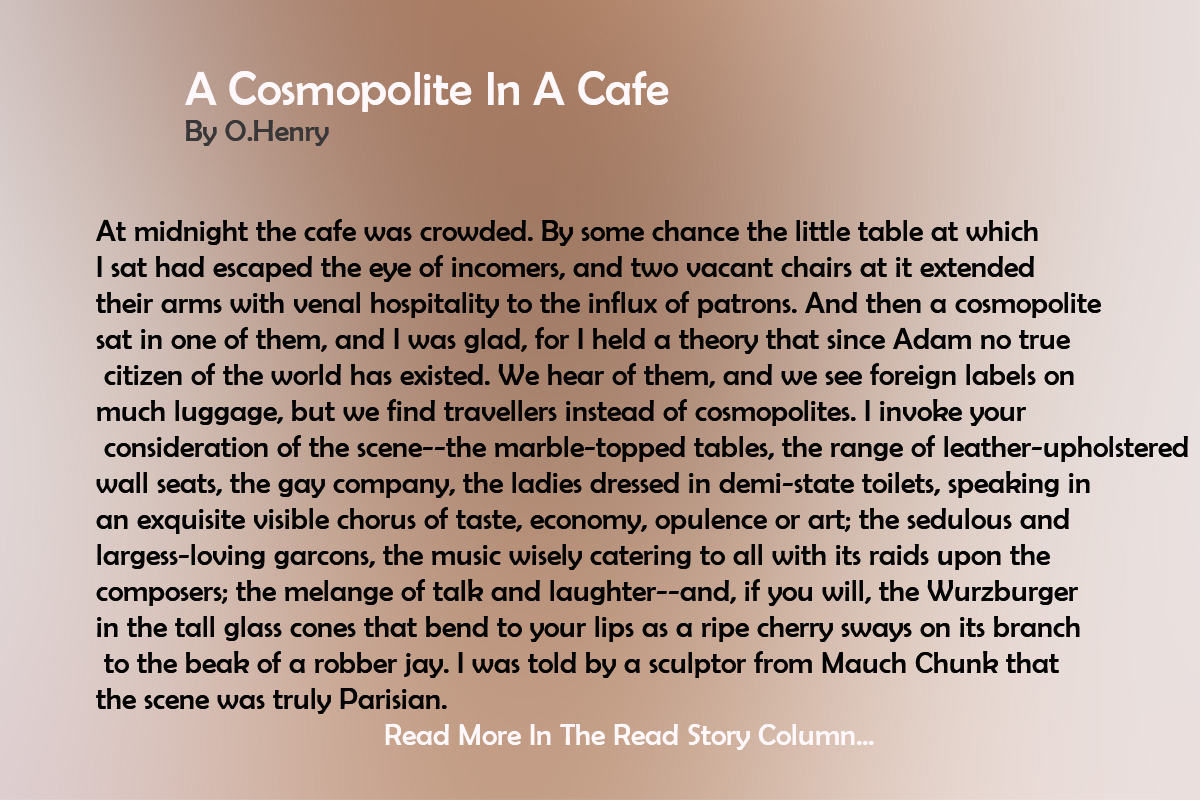 A Cosmopolite In A Cafe
By O.Henry
At midnight the cafe was crowded. By some chance the little table at which
I sat had escaped the eye of incomers, and two vacant chairs at it extended
their arms with venal hospitality to the influx of patrons. And then a cosmopolite
sat in one of them, and I was glad, for I held a theory that since Adam no true
citizen of the world has existed. We hear of them, and we see foreign labels on
much luggage, but we find travellers instead of cosmopolites. I invoke your
consideration of the scene--the marble-topped tables, the range of leather-upholstered
wall seats, the gay company, the ladies dressed in demi-state toilets, speaking in
an exquisite visible chorus of taste, economy, opulence or art; the sedulous and
largess-loving garcons, the music wisely catering to all with its raids upon the
composers; the melange of talk and laughter--and, if you will, the Wurzburger
in the tall glass cones that bend to your lips as a ripe cherry sways on its branch
to the beak of a robber jay. I was told by a sculptor from Mauch Chunk that
the scene was truly Parisian.
Read More In The Read Story Column...